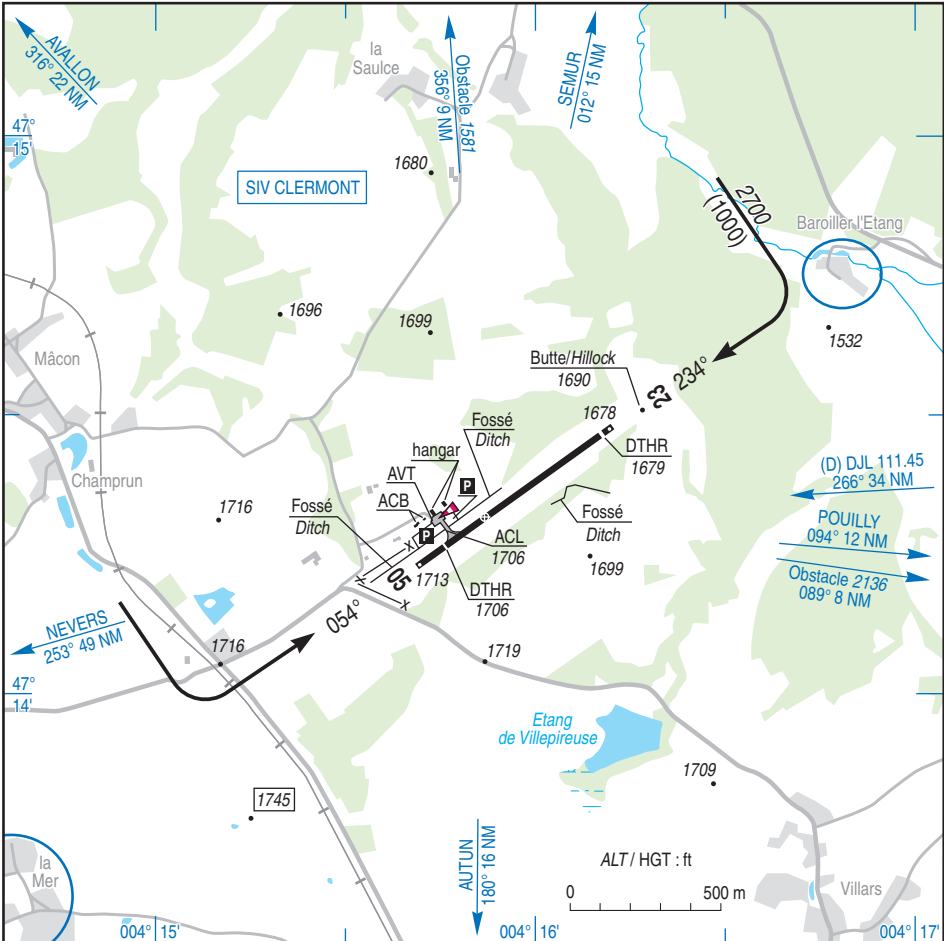 AVALLON
316° 22 NM
la
Saulce
Obstacle 1581
356° 9 NM
SEMUR
012° 15 NM
47°
15'
1680
SIV CLERMONT
2700
(1000)
Baroiller l'Etang
1696
1699
1532
Mâcon
Butte/Hillock
1690
23
234°
1678
Fossé
Ditch
DTHR
1679
hangar
AVT
P
ACB
(D) DJL 111.45
266° 34 NM
Champrun
1716
Fossé
Ditch
Fossé
Ditch
P
ACL
1706
POUILLY
094° 12 NM
1699
Obstacle 2136
089° 8 NM
05
1713
DTHR
1706
054°
NEVERS
253° 49 NM
1716
1719
47°
14'
Etang
de Villepireuse
1709
1745
AUTUN
180° 16 NM
ALT / HGT : ft
0
500 m
la
Mer
Villars
004° 15'
004° 16'
004° 17'